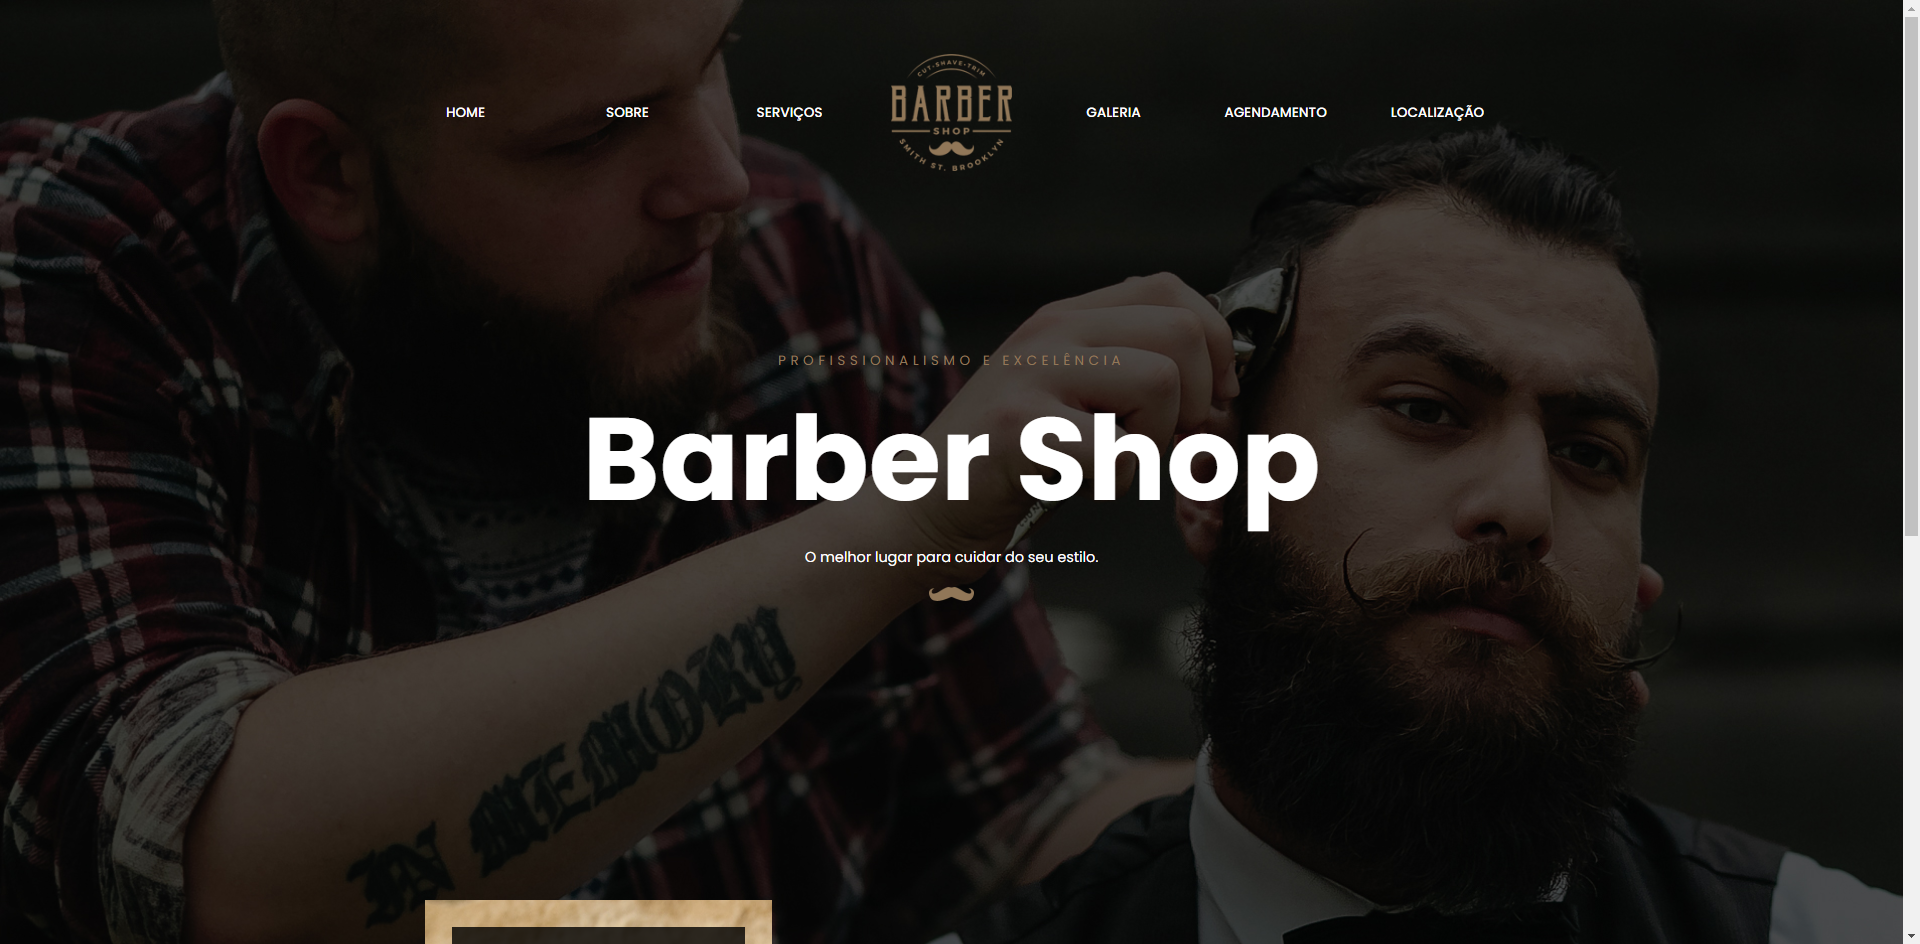 CUT·SHAVE·TRIM
HOME SOBRE SERVIÇOS BARBER GALERIA AGENDAMENTO LOCALIZAÇÃO
SHOP
SMITH ST. BROOKLYN
PROFISSIONALISMO E EXCELÊNCIA
Barber Shop
O melhor lugar para cuidar do seu estilo.
IN MEMORY